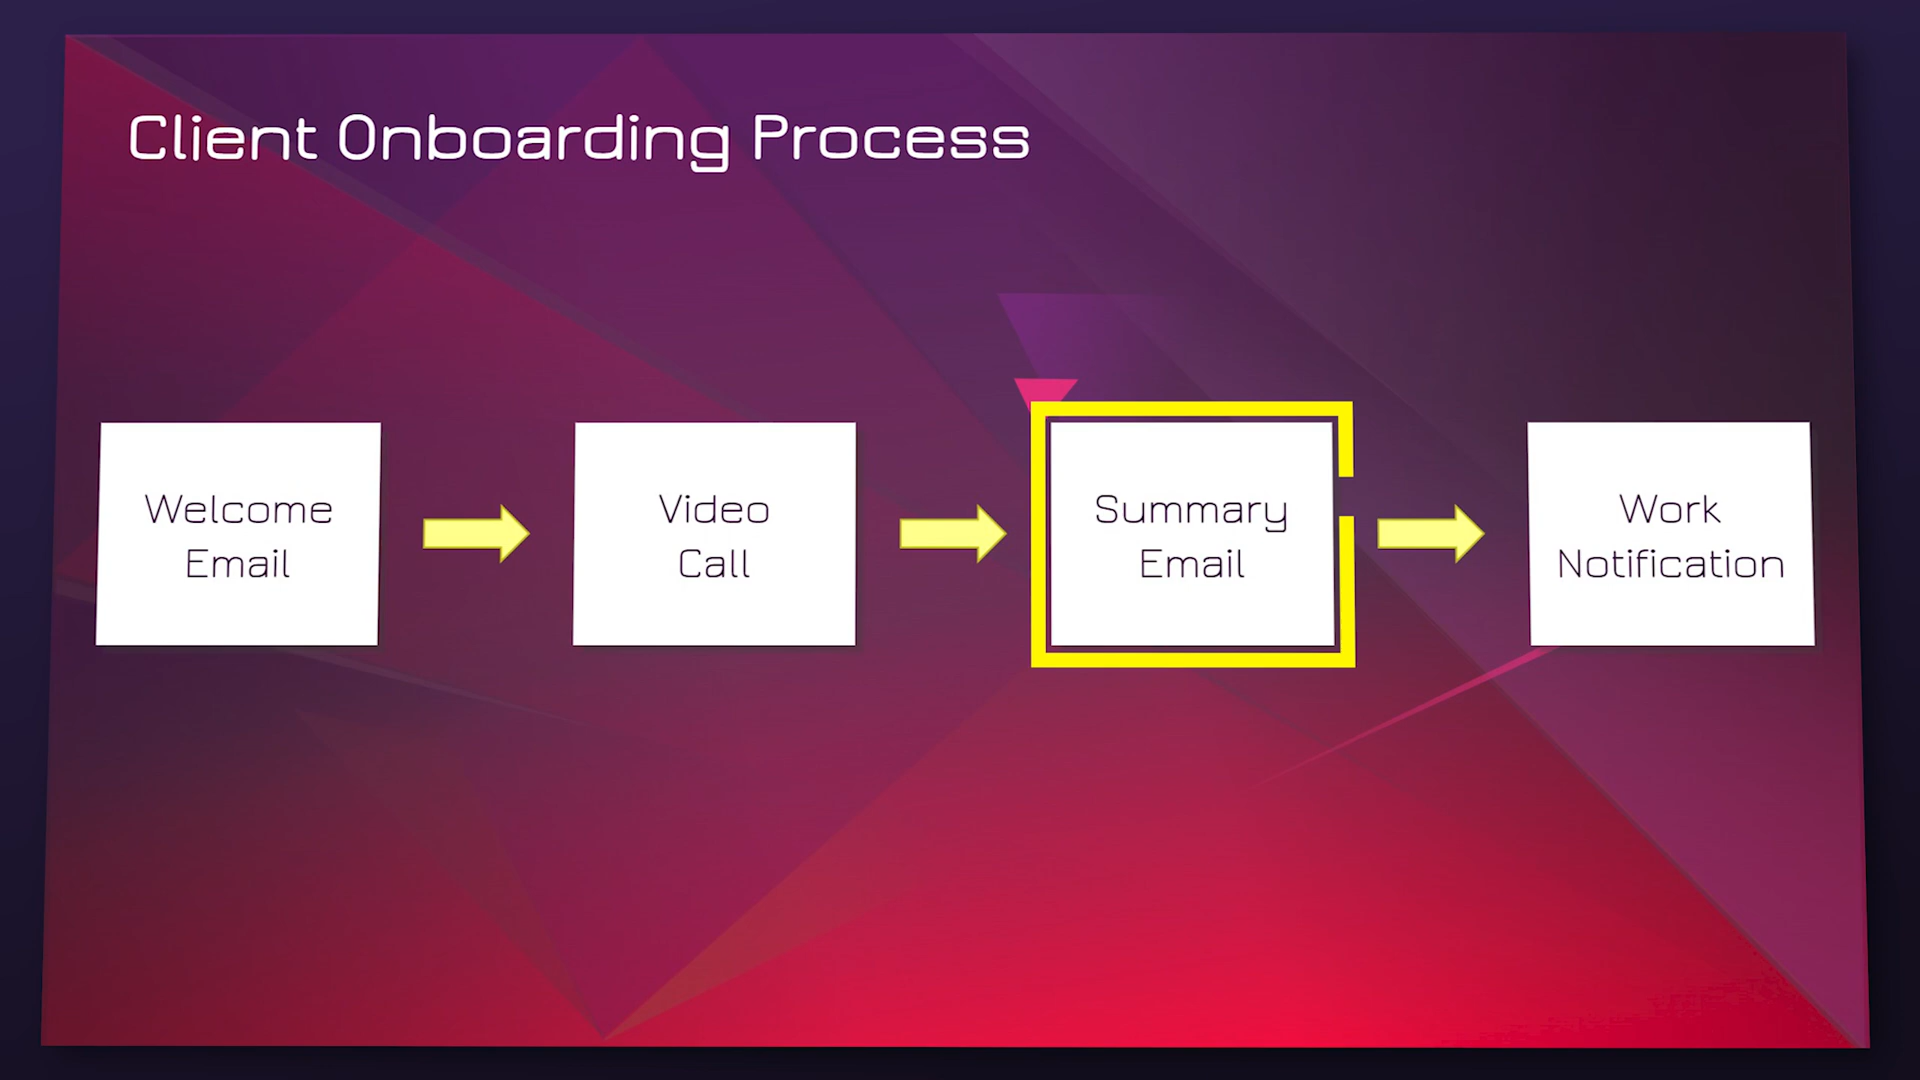 Client Onboarding Process
Welcome
Email
Video
Call
Summary
Email
Work
Notification